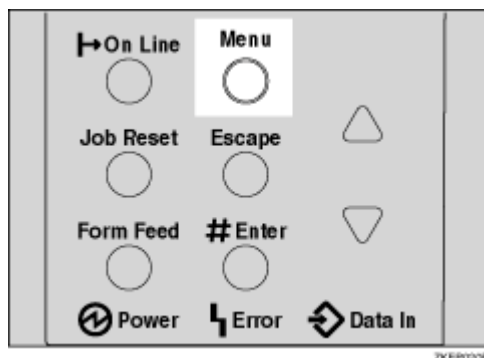 On Line Menu
Job Reset Escape
Form Feed #Enter
Power Error Data In